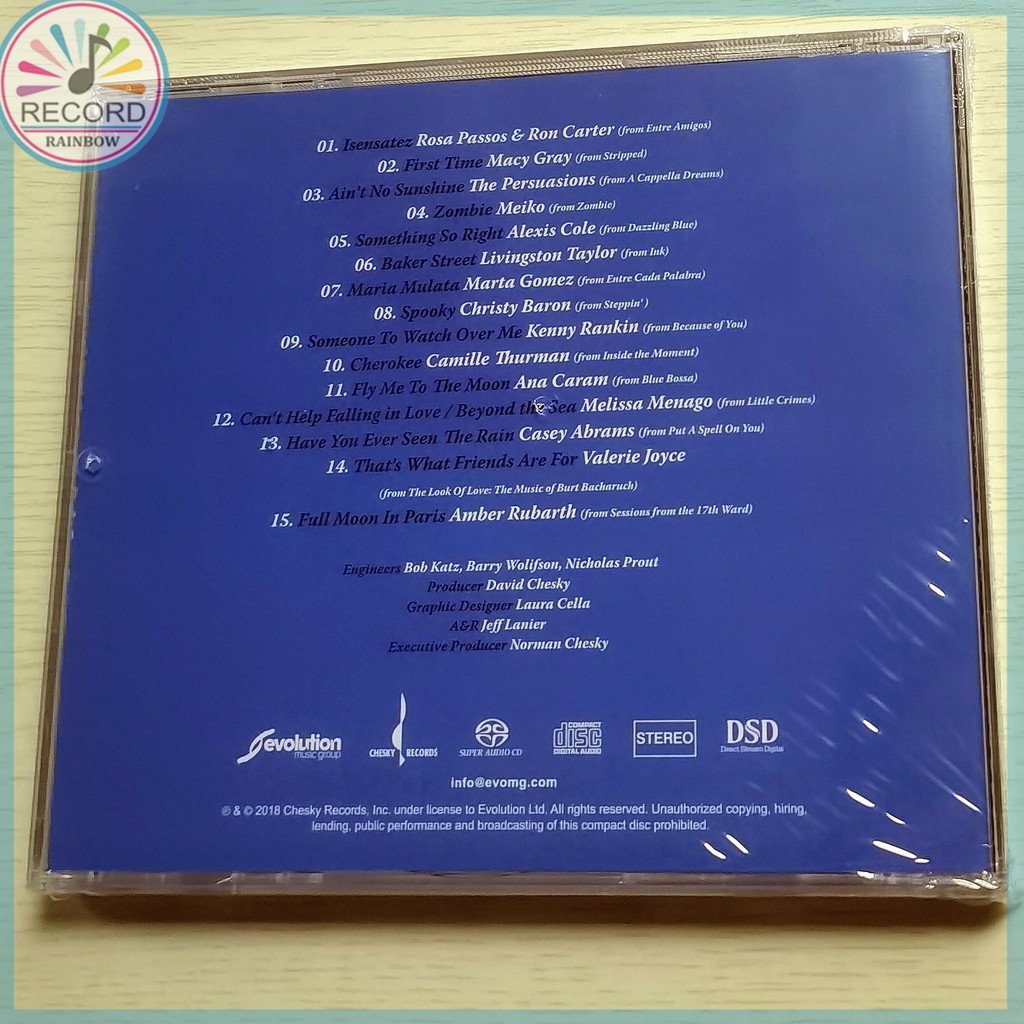 RECORD
RAINBOW
01. Isensatez Rosa Passos & Ron Carter (from Entre Amigos)
02. First Time Macy Gray (from Stripped)
03. Ain't No Sunshine The Persuasions (from A Cappella Dreams)
04. Zombie Meiko (from Zombie)
05. Something So Right Alexis Cole (from Dazzling Blue)
06. Baker Street Livingston Taylor (from Ink)
07. Maria Mulata Marta Gomez (from Entre Cada Palabra)
08. Spooky Christy Baron (from Steppin' )
09. Someone To Watch Over Me Kenny Rankin (from Because of You)
10. Cherokee Camille Thurman (from Inside the Moment)
11. Fly Me To The Moon Ana Caram (from Blue Bossa)
12. Can't Help Falling in Love / Beyond the Sea Melissa Menago (from Little Crimes)
13. Have You Ever Seen The Rain Casey Abrams (from Put A Spell On You)
14. That's What Friends Are For Valerie Joyce
(from The Look Of Love: The Music of Burt Bacharuch)
15. Full Moon In Paris Amber Rubarth (from Sessions from the 17th Ward)
Engineers Bob Katz, Barry Wolifson, Nicholas Prout
Producer David Chesky
Graphic Designer Laura Cella
A&R Jeff Lanier
Executive Producer Norman Chesky
evolution
music group
CHESKY RECORDS
SUPER AUDIO CD
COMPACT
disc
DIGITAL AUDIO
STEREO
DSD
Direct Stream Digital
info@evomg.com
℗ & © 2018 Chesky Records, Inc. under license to Evolution Ltd. All rights reserved. Unauthorized copying, hiring,
lending, public performance and broadcasting of this compact disc prohibited.